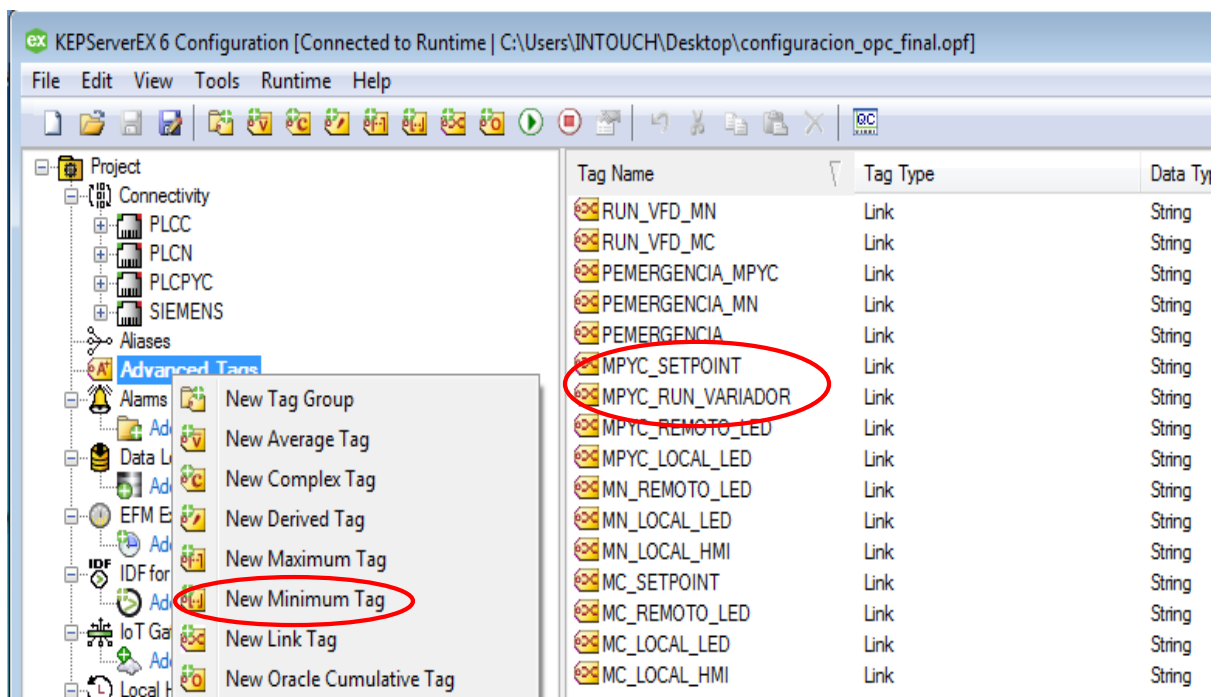 KEPServerEX 6 Configuration [Connected to Runtime | C:\Users\INTOUCH\Desktop\configuracion_opc_final.opf]
File Edit View Tools Runtime Help
QC
Project
Connectivity
PLCC
PLCN
PLCPYC
SIEMENS
Aliases
Advanced Tags
Alarms
Data
EFM
IDF for
IoT
Local
New Tag Group
New Average Tag
New Complex Tag
New Derived Tag
New Maximum Tag
New Minimum Tag
New Link Tag
New Oracle Cumulative Tag
Tag Name Tag Type Data Ty
RUN_VFD_MN Link String
RUN_VFD_MC Link String
PEMERGENCIA_MPYC Link String
PEMERGENCIA_MN Link String
PEMERGENCIA Link String
MPYC_SETPOINT Link String
MPYC_RUN_VARIADOR Link String
MPYC_REMOTO_LED Link String
MPYC_LOCAL_LED Link String
MN_REMOTO_LED Link String
MN_LOCAL_LED Link String
MN_LOCAL_HMI Link String
MC_SETPOINT Link String
MC_REMOTO_LED Link String
MC_LOCAL_LED Link String
MC_LOCAL_HMI Link String